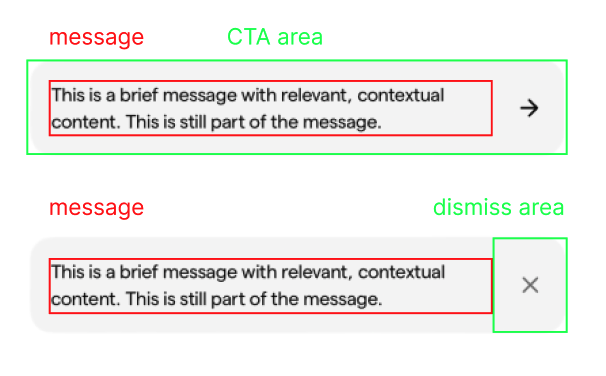 message CTA area
This is a brief message with relevant, contextual
content. This is still part of the message.
message dismiss area
This is a brief message with relevant, contextual
content. This is still part of the message.